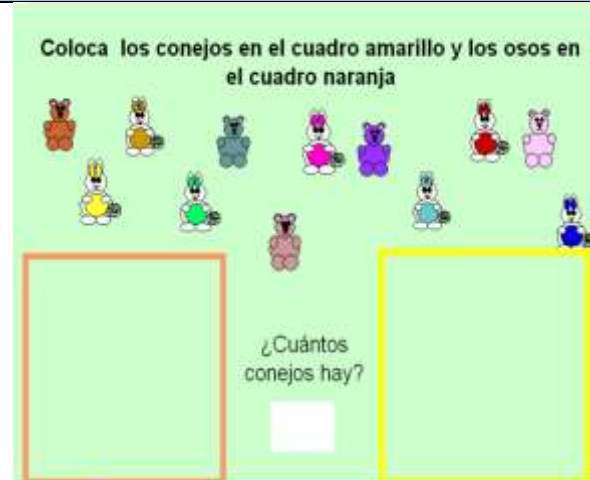 Coloca los conejos en el cuadro amarillo y los osos en
el cuadro naranja
¿Cuántos
conejos hay?